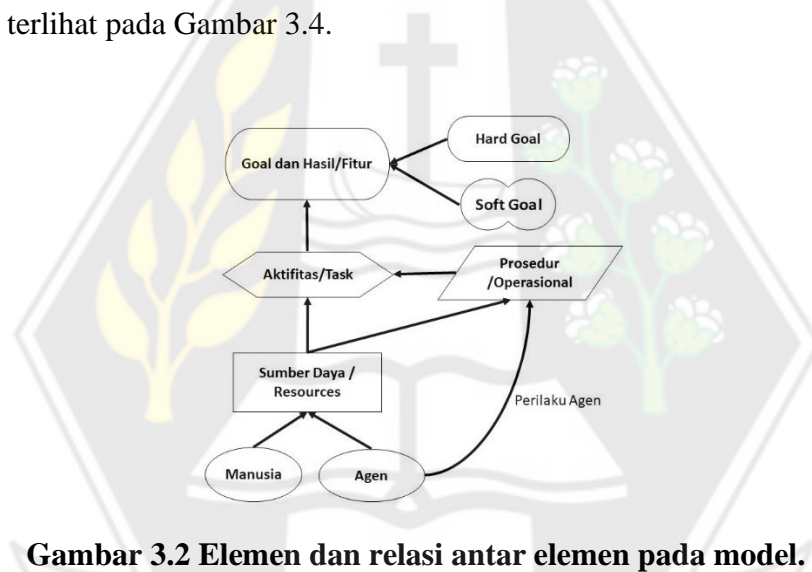 terlihat pada Gambar 3.4.
Hard Goal
Goal dan Hasil/Fitur
Soft Goal
Aktifitas/Task
Prosedur
/Operasional
Sumber Daya /
Resources
Perilaku Agen
Manusia
Agen
Gambar 3.2 Elemen dan relasi antar elemen pada model.